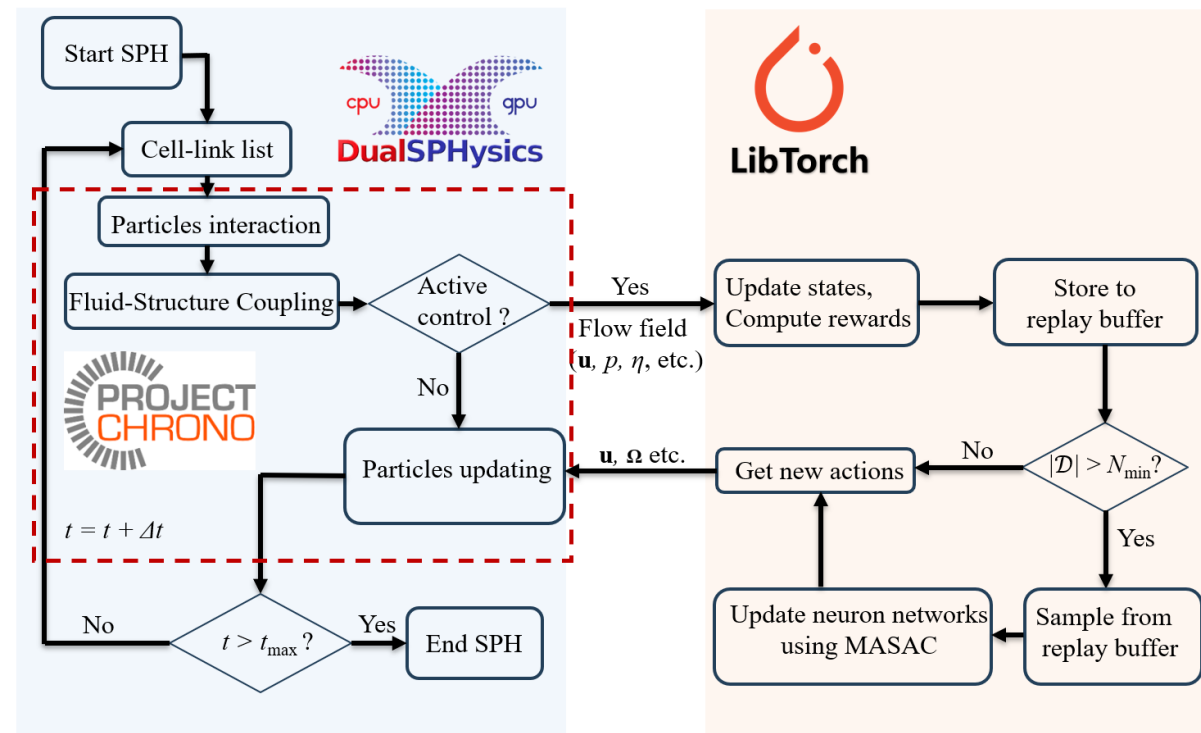 Start SPH
cpu
gpu
DualSPHysics
Cell-link list
Particles interaction
Fluid-Structure Coupling
Active
control ?
Yes
Flow field
(u, p, η, etc.)
No
PROJECT
CHRONO
Particles updating
t = t + Δt
t > tmax ?
No
Yes
End SPH
LibTorch
Update states,
Compute rewards
Store to
replay buffer
|𝒟| > Nmin?
No
Yes
Get new actions
u, Ω etc.
Update neuron networks
using MASAC
Sample from
replay buffer